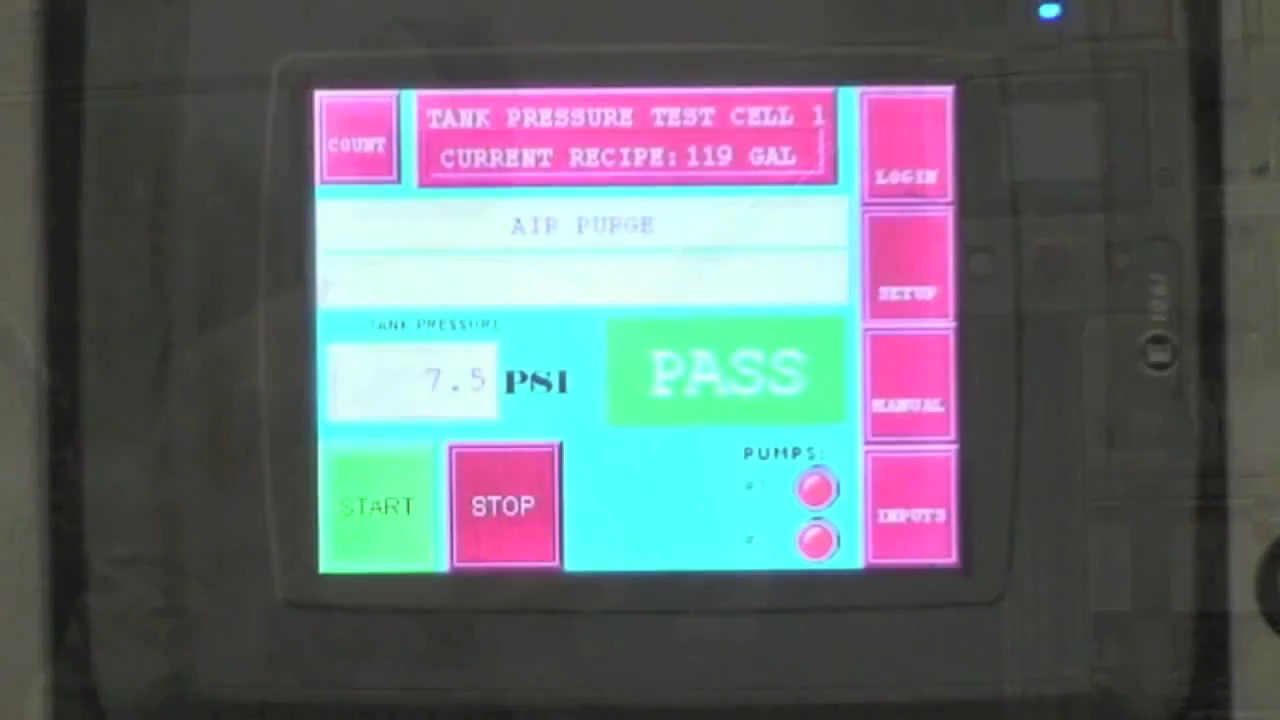 COUNT
TANK PRESSURE TEST CELL 1
CURRENT RECIPE: 119 GAL
LOGIN
AIR PURGE
SETUP
TANK PRESSURE
7.5 PSI
PASS
MANUAL
PUMPS:
START
STOP
INPUTS